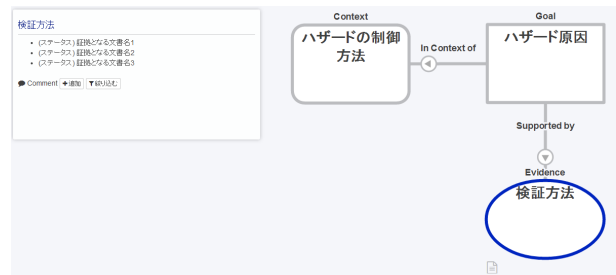 検証方法
(ステータス) 証拠となる文書名1
(ステータス) 証拠となる文書名2
(ステータス) 証拠となる文書名3
Comment 追加 絞り込む
Context
ハザードの制御
方法
In Context of
Goal
ハザード原因
Supported by
Evidence
検証方法